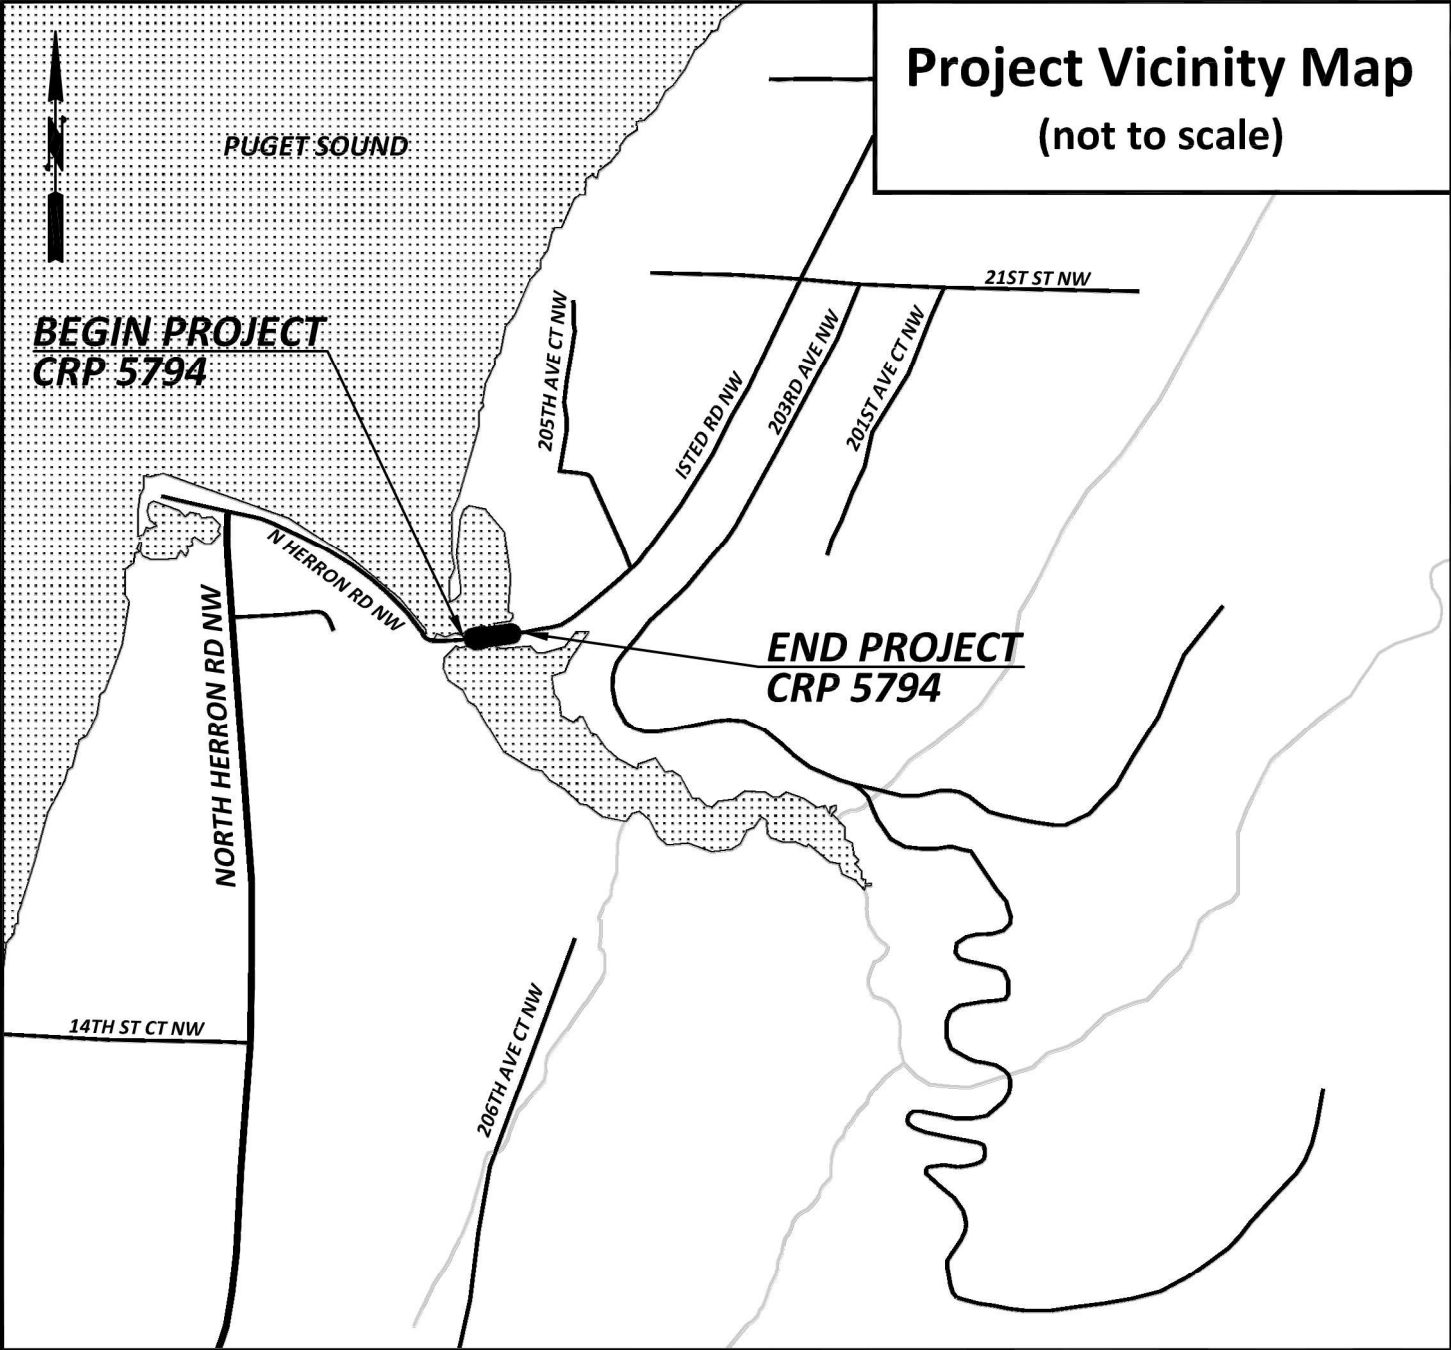 Project Vicinity Map
(not to scale)
N
PUGET SOUND
21ST ST NW
BEGIN PROJECT
CRP 5794
205TH AVE CT NW
ISTED RD NW
203RD AVE NW
201ST AVE CT NW
N HERRON RD NW
NORTH HERRON RD NW
END PROJECT
CRP 5794
14TH ST CT NW
206TH AVE CT NW